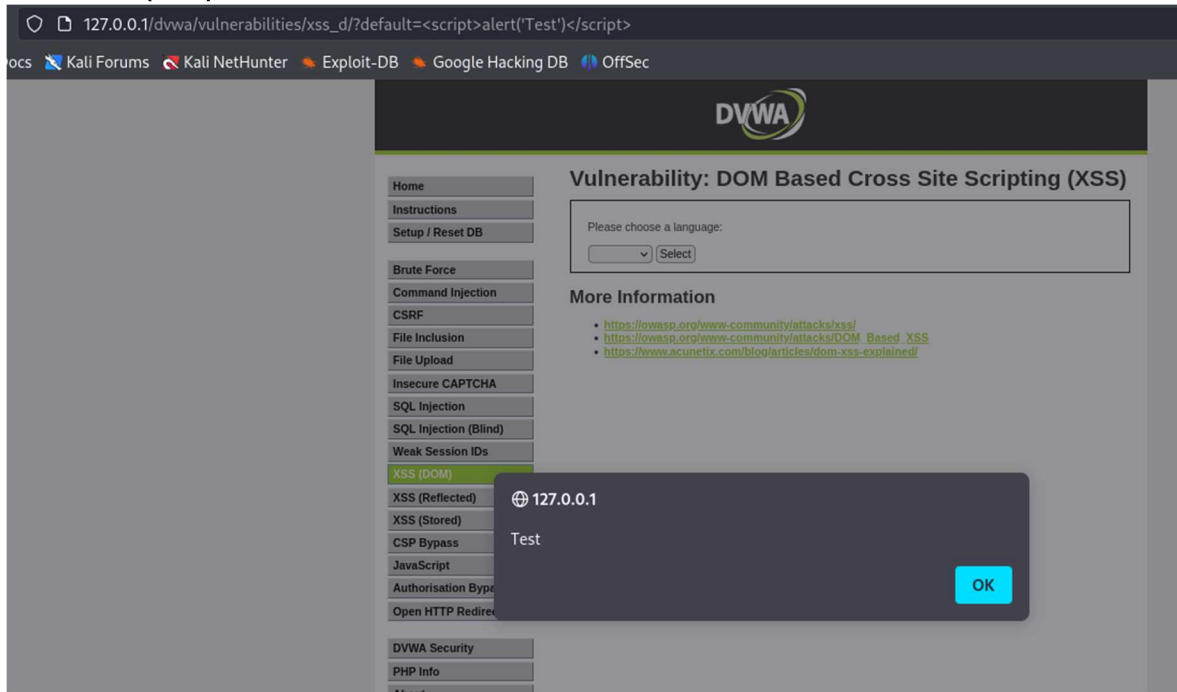 127.0.0.1/dvwa/vulnerabilities/xss_d/?default=<script>alert('Test')</script>
ocs Kali Forums Kali NetHunter Exploit-DB Google Hacking DB OffSec
DVWA
Vulnerability: DOM Based Cross Site Scripting (XSS)
Home
Instructions
Setup / Reset DB
Please choose a language:
Select
Brute Force
Command Injection
CSRF
File Inclusion
File Upload
Insecure CAPTCHA
SQL Injection
SQL Injection (Blind)
Weak Session IDs
XSS (DOM)
XSS (Reflected)
XSS (Stored)
CSP Bypass
JavaScript
Authorisation Bypa
Open HTTP Redire
DVWA Security
PHP Info
More Information
https://owasp.org/www-community/attacks/xss/
https://owasp.org/www-community/attacks/DOM_Based_XSS
https://www.acunetix.com/blog/articles/dom-xss-explained/
127.0.0.1
Test
OK